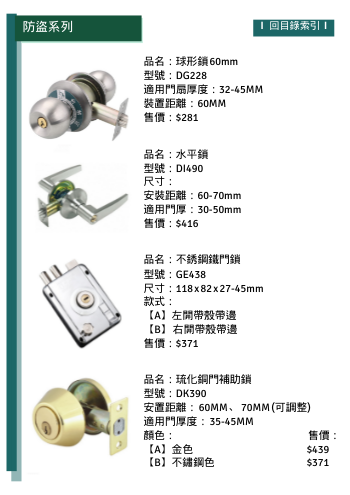 防盜系列
回目錄索引
品名：球形鎖60mm
型號：DG228
適用門扇厚度：32-45MM
裝置距離：60MM
售價：$281
品名：水平鎖
型號：DI490
尺寸：
安裝距離：60-70mm
適用門厚：30-50mm
售價：$416
品名：不銹鋼鐵門鎖
型號：GE438
尺寸：118x82x27-45mm
款式：
【A】左開帶殼帶邊
【B】右開帶殼帶邊
售價：$371
品名：琉化銅門補助鎖
型號：DK390
安置距離：60MM、70MM(可調整)
適用門厚度：35-45MM
顏色： 售價：
【A】金色 $439
【B】不鏽鋼色 $371